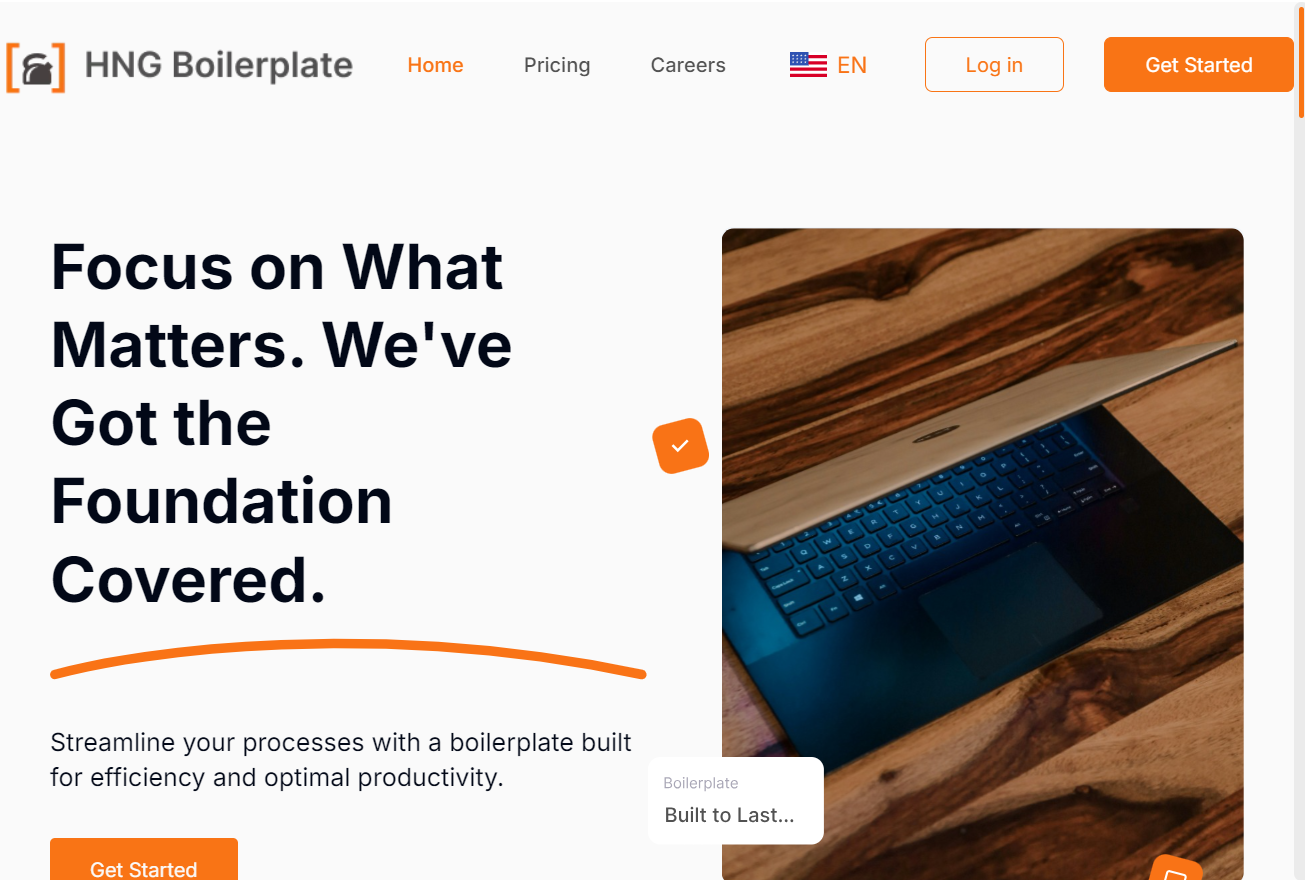 HNG Boilerplate
Home
Pricing
Careers
EN
Log in
Get Started
Focus on What
Matters. We've
Got the
Foundation
Covered.
Streamline your processes with a boilerplate built
for efficiency and optimal productivity.
Get Started
Boilerplate
Built to Last...